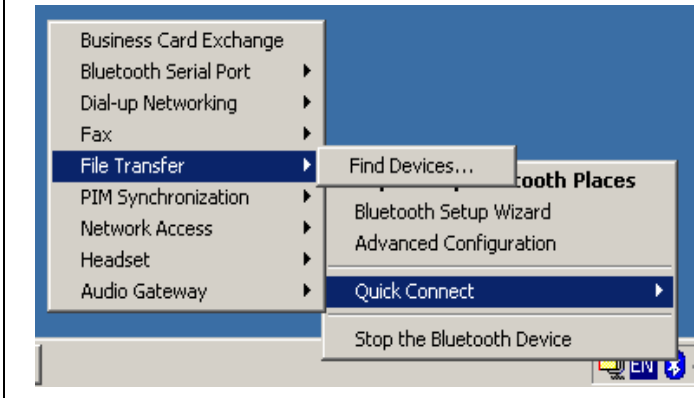 Business Card Exchange
Bluetooth Serial Port
Dial-up Networking
Fax
File Transfer
PIM Synchronization
Network Access
Headset
Audio Gateway
Find Devices...
Places
Bluetooth Setup Wizard
Advanced Configuration
Quick Connect
Stop the Bluetooth Device
EN